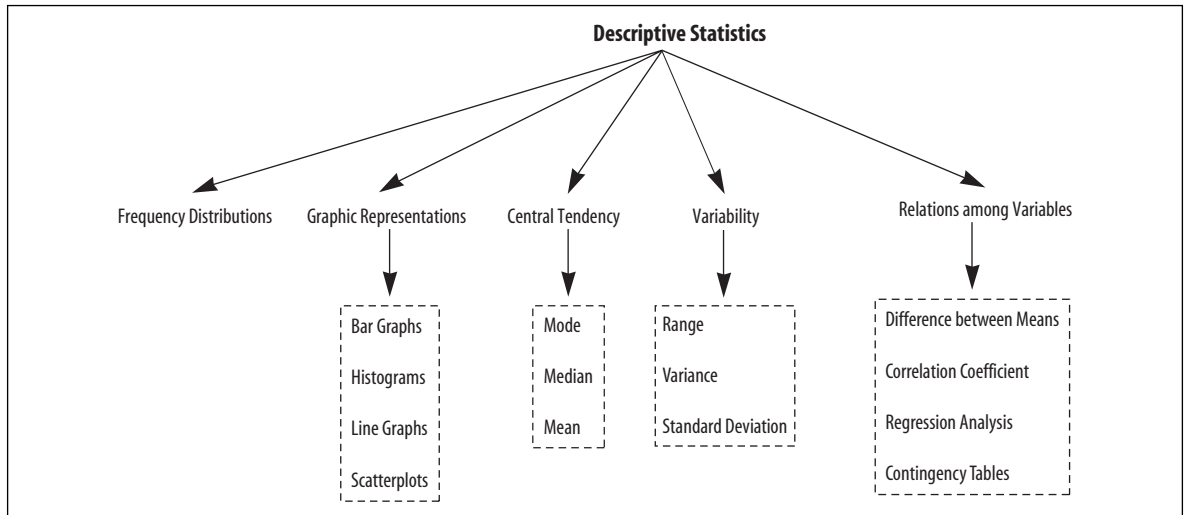 Descriptive Statistics
Frequency Distributions
Graphic Representations
Central Tendency
Variability
Relations among Variables
Bar Graphs
Histograms
Line Graphs
Scatterplots
Mode
Median
Mean
Range
Variance
Standard Deviation
Difference between Means
Correlation Coefficient
Regression Analysis
Contingency Tables